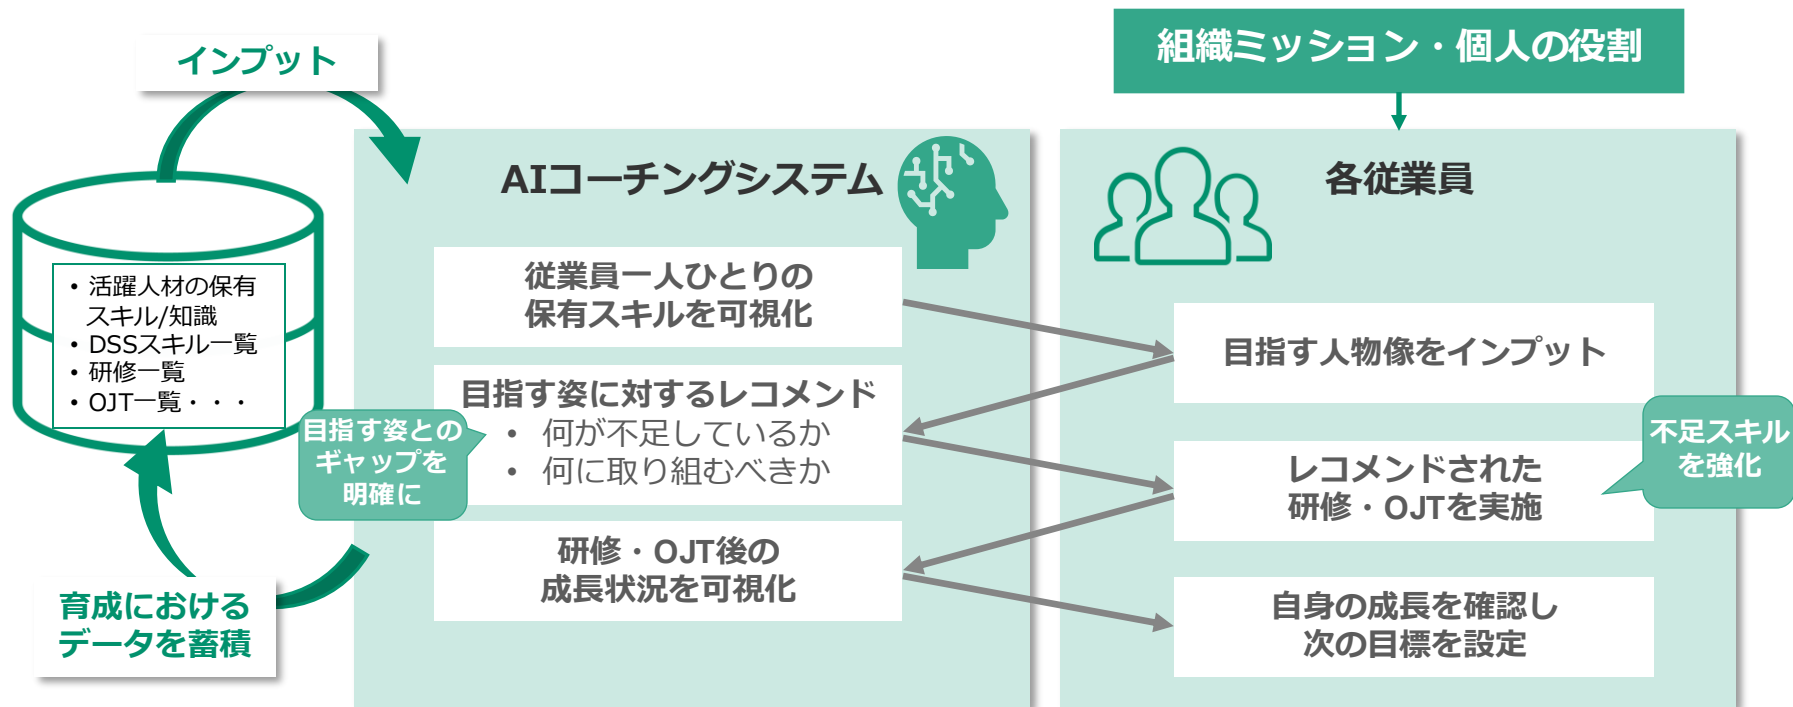 インプット
組織ミッション・個人の役割
AIコーチングシステム
各従業員
• 活躍人材の保有
スキル/知識
• DSSスキル一覧
• 研修一覧
• OJT一覧・・・
従業員一人ひとりの
保有スキルを可視化
目指す人物像をインプット
目指す姿に対するレコメンド
• 何が不足しているか
• 何に取り組むべきか
目指す姿との
ギャップを
明確に
レコメンドされた
研修・OJTを実施
不足スキル
を強化
研修・OJT後の
成長状況を可視化
自身の成長を確認し
次の目標を設定
育成における
データを蓄積